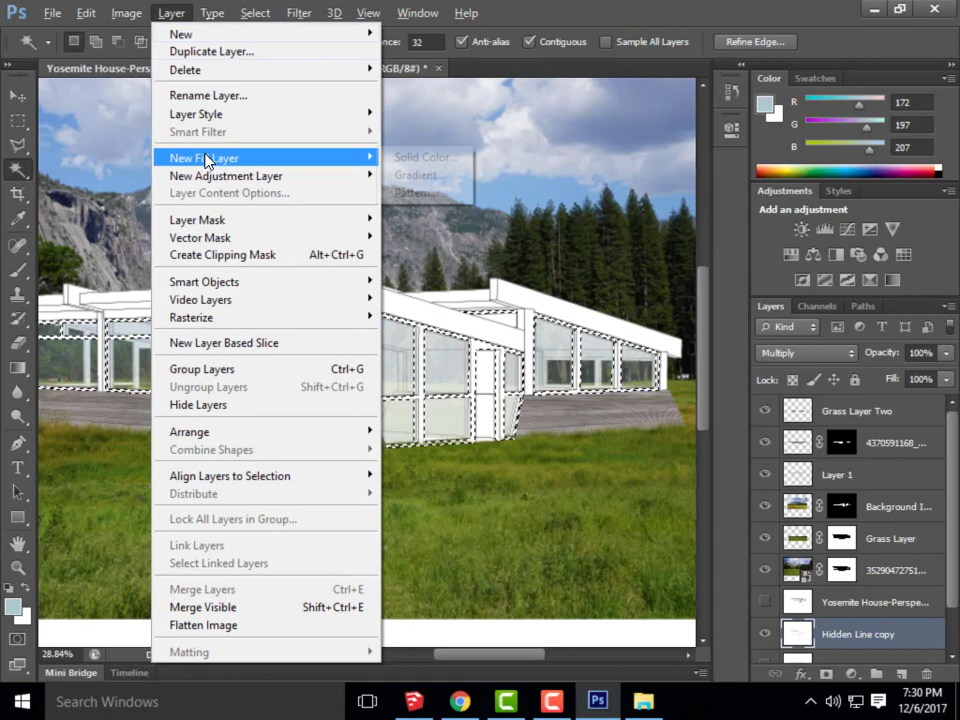 Ps File Edit Image Layer Type Select Filter 3D View Window Help
32 Anti-alias Contiguous Sample All Layers Refine Edge...
Yosemite House-Persp RGB/8#) * ×
New
Duplicate Layer...
Delete
Rename Layer...
Layer Style
Smart Filter
New Fill Layer
New Adjustment Layer
Layer Content Options...
Layer Mask
Vector Mask
Create Clipping Mask Alt+Ctrl+G
Smart Objects
Video Layers
Rasterize
New Layer Based Slice
Group Layers Ctrl+G
Ungroup Layers Shift+Ctrl+G
Hide Layers
Arrange
Combine Shapes
Align Layers to Selection
Distribute
Lock All Layers in Group...
Link Layers
Select Linked Layers
Merge Layers Ctrl+E
Merge Visible Shift+Ctrl+E
Flatten Image
Matting
Solid Color...
Gradient...
Pattern...
Color Swatches
R 172
G 197
B 207
Adjustments Styles
Add an adjustment
Layers Channels Paths
Kind
Multiply Opacity: 100%
Lock: Fill: 100%
Grass Layer Two
4370591168_...
Layer 1
Background I...
Grass Layer
35290472751...
Yosemite House-Perspe...
Hidden Line copy
28.84%
Mini Bridge Timeline
Search Windows
7:30 PM
12/6/2017